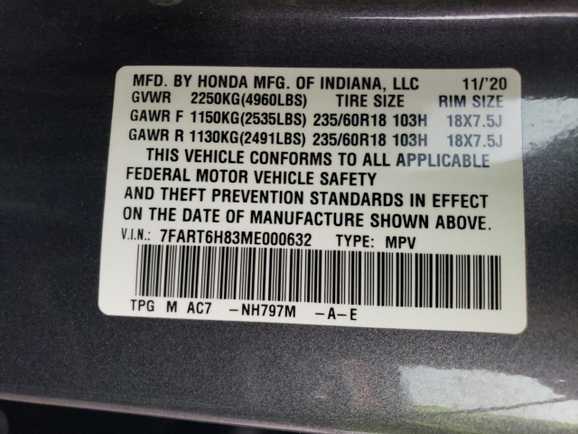 MFD. BY HONDA MFG. OF INDIANA, LLC 11/'20
GVWR 2250KG(4960LBS) TIRE SIZE RIM SIZE
GAWR F 1150KG(2535LBS) 235/60R18 103H 18X7.5J
GAWR R 1130KG(2491LBS) 235/60R18 103H 18X7.5J
THIS VEHICLE CONFORMS TO ALL APPLICABLE
FEDERAL MOTOR VEHICLE SAFETY
AND THEFT PREVENTION STANDARDS IN EFFECT
ON THE DATE OF MANUFACTURE SHOWN ABOVE.
V.I.N.: 7FART6H83ME000632 TYPE: MPV
TPG M AC7 -NH797M -A-E